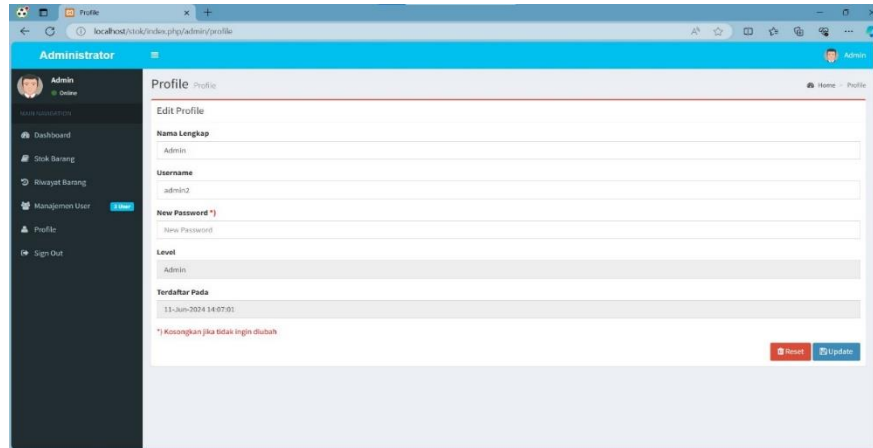 Profile
localhost/stok/index.php/admin/profile
Administrator
Admin
Admin
Online
Profile Profile
Home - Profile
MAIN NAVIGATION
Edit Profile
Dashboard
Nama Lengkap
Admin
Stok Barang
Username
Riwayat Barang
admin2
Manajemen User
New Password *)
Profile
New Password
Sign Out
Level
Admin
Terdaftar Pada
11-Jun-2024 14:07:01
*) Kosongkan jika tidak ingin diubah
Reset Update